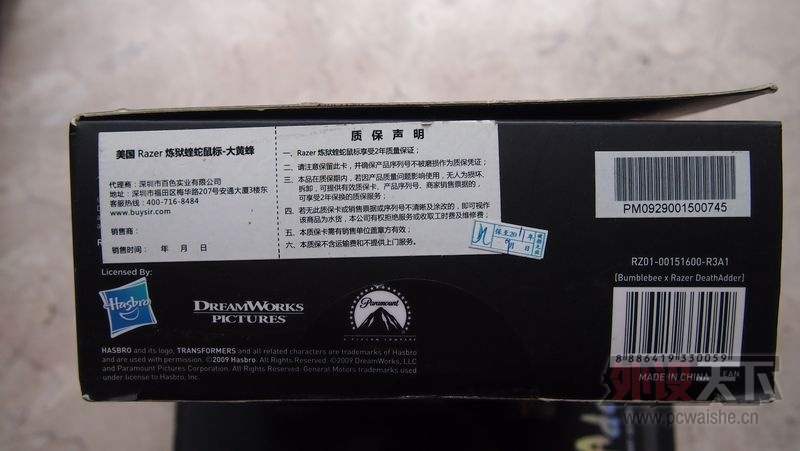 美国 Razer 炼狱蝰蛇鼠标-大黄蜂
代理商：深圳市百色实业有限公司
地址：深圳市福田区梅华路207号安通大厦3楼东
客服热线：400-716-8484
www.buysir.com
销售商：
销售时间： 年 月 日
质保声明
一、Razer 炼狱蝰蛇鼠标享受2年质量保证；
二、请注意保留此卡，并确保产品序列号不被磨损作为质保凭证；
三、本品在质保期内，若因产品质量问题影响使用，无人为损坏、
拆卸，可提供有效质保卡、产品序列号、商家销售票据的，
可享受2年保换的质保服务；
四、若无此质保卡或销售票据或序列号不清晰及涂改的，即可视作
该商品为水货，本公司有权拒绝服务或收取工时费及维修费；
五、本质保卡需有销售单位盖章方有效；
六、本质保不含运输费和不提供上门服务。
保至20 年
月 日
PM0929001500745
RZ01-00151600-R3A1
[Bumblebee x Razer DeathAdder]
8 886419 330059
MADE IN CHINA
EAN
Licensed By:
Hasbro
DREAMWORKS
PICTURES
Paramount
A VIACOM COMPANY
HASBRO and its logo, TRANSFORMERS and all related characters are trademarks of Hasbro
and are used with permission. ©2009 Hasbro. All Rights Reserved. ©2009 DreamWorks, LLC
and Paramount Pictures Corporation. All Rights Reserved. General Motors trademarks used
under license to Hasbro, Inc.
外设天下
www.pcwaishe.cn